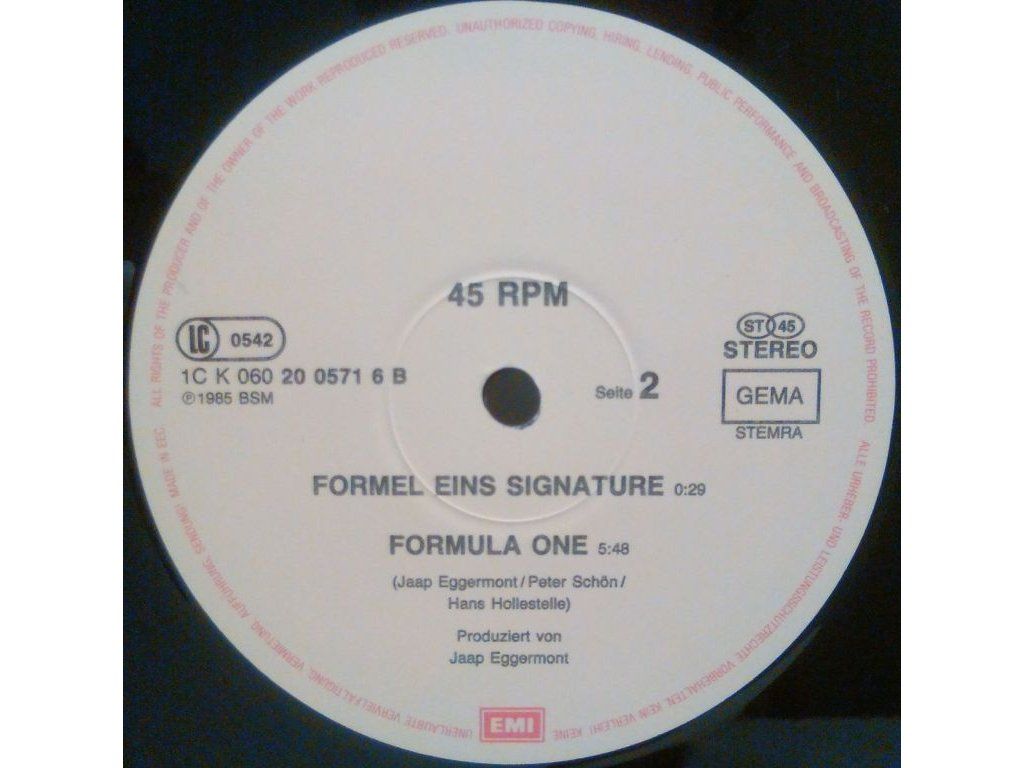 ALL RIGHTS OF THE PRODUCER AND OF THE OWNER OF THE WORK REPRODUCED RESERVED. UNAUTHORIZED COPYING, HIRING, LENDING, PUBLIC PERFORMANCE AND BROADCASTING OF THE RECORD PROHIBITED.
45 RPM
LC 0542
1C K 060 20 0571 6 B
℗ 1985 BSM
Seite 2
ST 45
STEREO
GEMA
STEMRA
FORMEL EINS SIGNATURE 0:29
FORMULA ONE 5:48
(Jaap Eggermont / Peter Schön /
Hans Hollestelle)
Produziert von
Jaap Eggermont
EMI
ALLE URHEBER- UND LEISTUNGSSCHUTZRECHTE VORBEHALTEN. KEIN VERLEIH! KEINE UNERLAUBTE VERVIELFÄLTIGUNG, VERMIETUNG, AUFFÜHRUNG, SENDUNG! MADE IN EEC